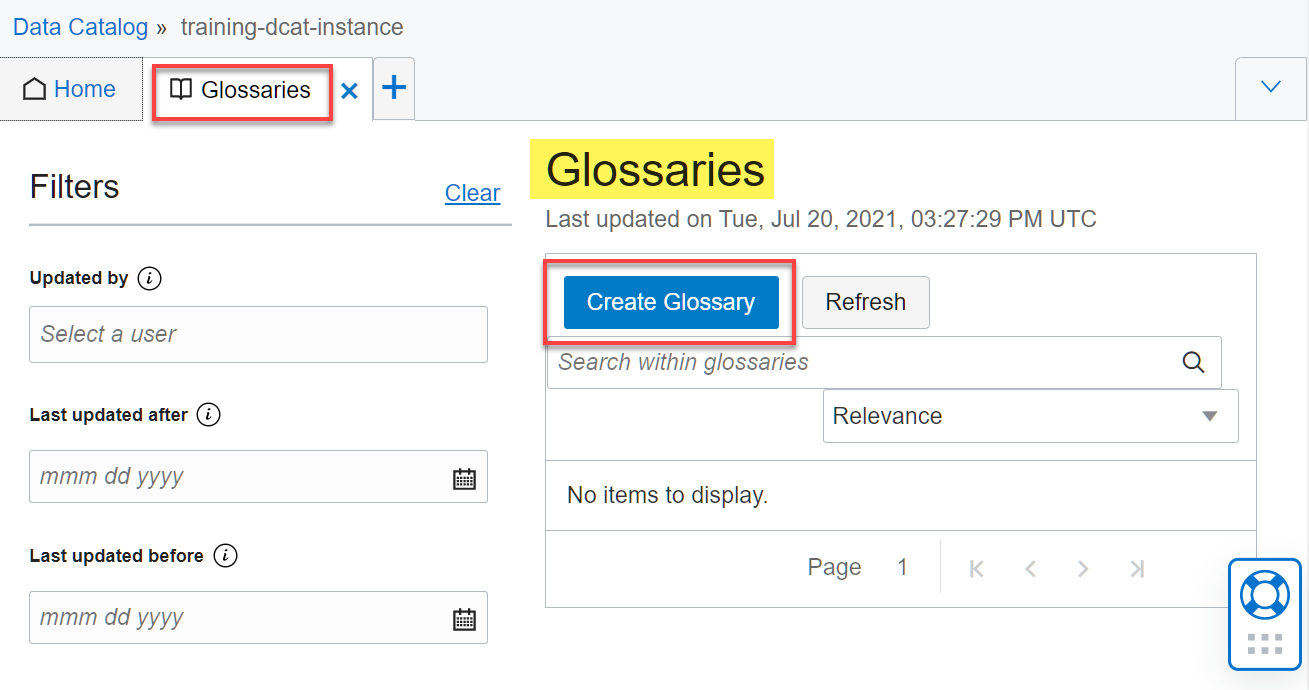 Data Catalog » training-dcat-instance
Home
Glossaries
Filters
Clear
Updated by
Select a user
Last updated after
mmm dd yyyy
Last updated before
mmm dd yyyy
Glossaries
Last updated on Tue, Jul 20, 2021, 03:27:29 PM UTC
Create Glossary
Refresh
Search within glossaries
Relevance
No items to display.
Page 1